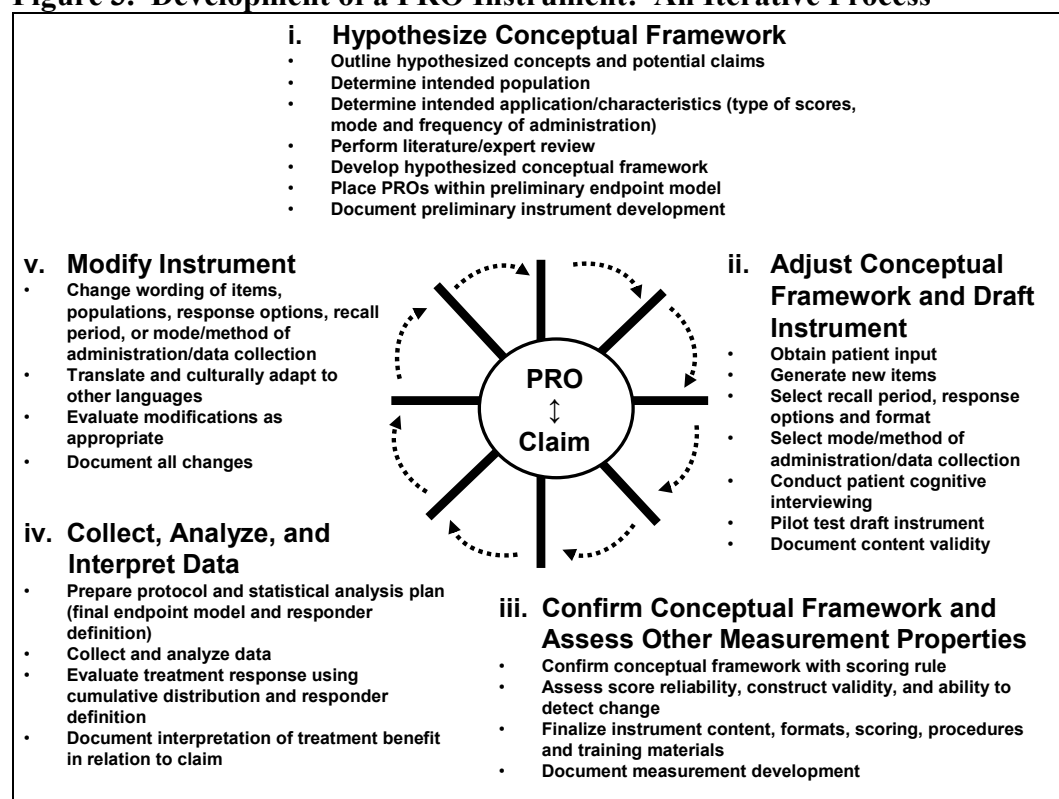 Figure 3: Development of a PRO Instrument: An Iterative Process
i. Hypothesize Conceptual Framework
• Outline hypothesized concepts and potential claims
• Determine intended population
• Determine intended application/characteristics (type of scores,
mode and frequency of administration)
• Perform literature/expert review
• Develop hypothesized conceptual framework
• Place PROs within preliminary endpoint model
• Document preliminary instrument development
ii. Adjust Conceptual
Framework and Draft
Instrument
• Obtain patient input
• Generate new items
• Select recall period, response
options and format
• Select mode/method of
administration/data collection
• Conduct patient cognitive
interviewing
• Pilot test draft instrument
• Document content validity
PRO
↕
Claim
iii. Confirm Conceptual Framework and
Assess Other Measurement Properties
• Confirm conceptual framework with scoring rule
• Assess score reliability, construct validity, and ability to
detect change
• Finalize instrument content, formats, scoring, procedures
and training materials
• Document measurement development
iv. Collect, Analyze, and
Interpret Data
• Prepare protocol and statistical analysis plan
(final endpoint model and responder
definition)
• Collect and analyze data
• Evaluate treatment response using
cumulative distribution and responder
definition
• Document interpretation of treatment benefit
in relation to claim
v. Modify Instrument
• Change wording of items,
populations, response options, recall
period, or mode/method of
administration/data collection
• Translate and culturally adapt to
other languages
• Evaluate modifications as
appropriate
• Document all changes